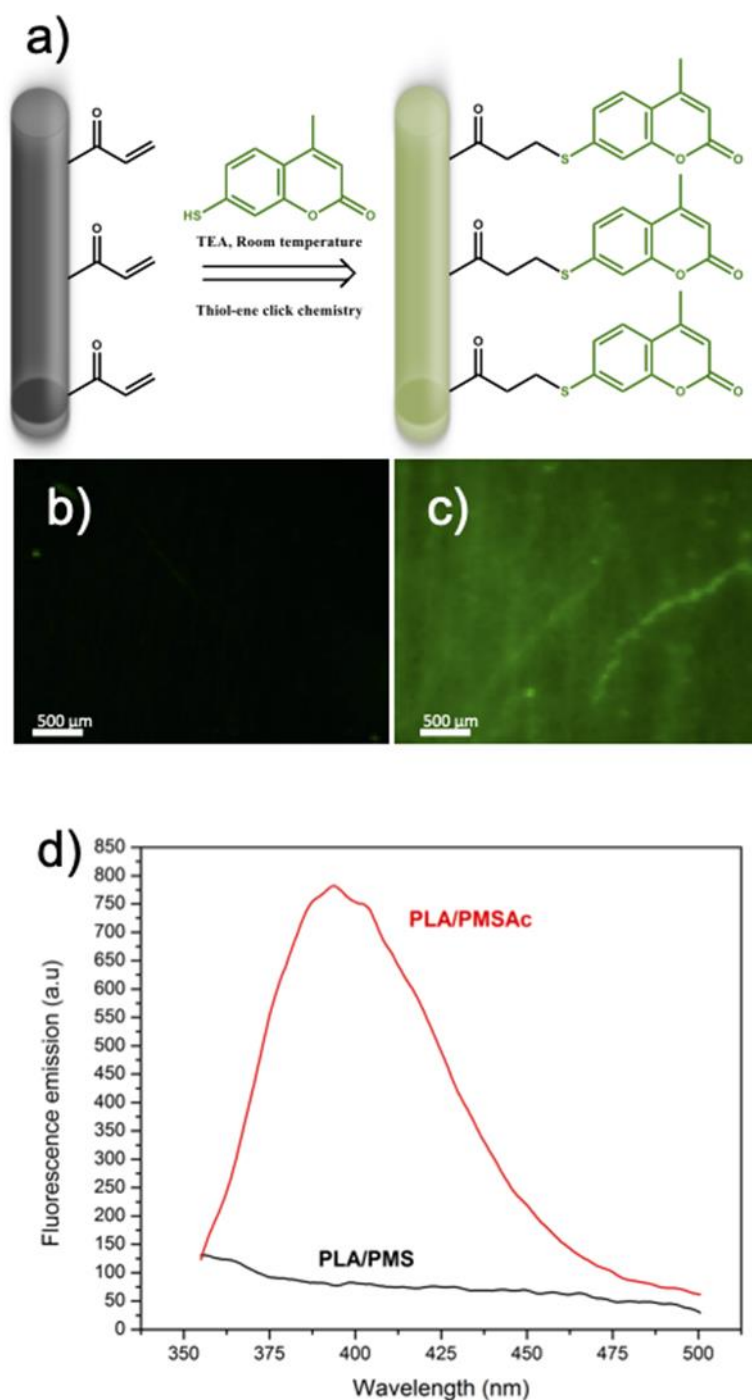 a)
O
O
O
HS
O
O
TEA, Room temperature
Thiol-ene click chemistry
O
S
O
O
O
S
O
O
O
S
O
O
b)
500 µm
c)
500 µm
d)
850
800
750
700
650
600
550
500
450
400
350
300
250
200
150
100
50
0
Fluorescence emission (a.u)
PLA/PMSAc
PLA/PMS
350
375
400
425
450
475
500
Wavelength (nm)